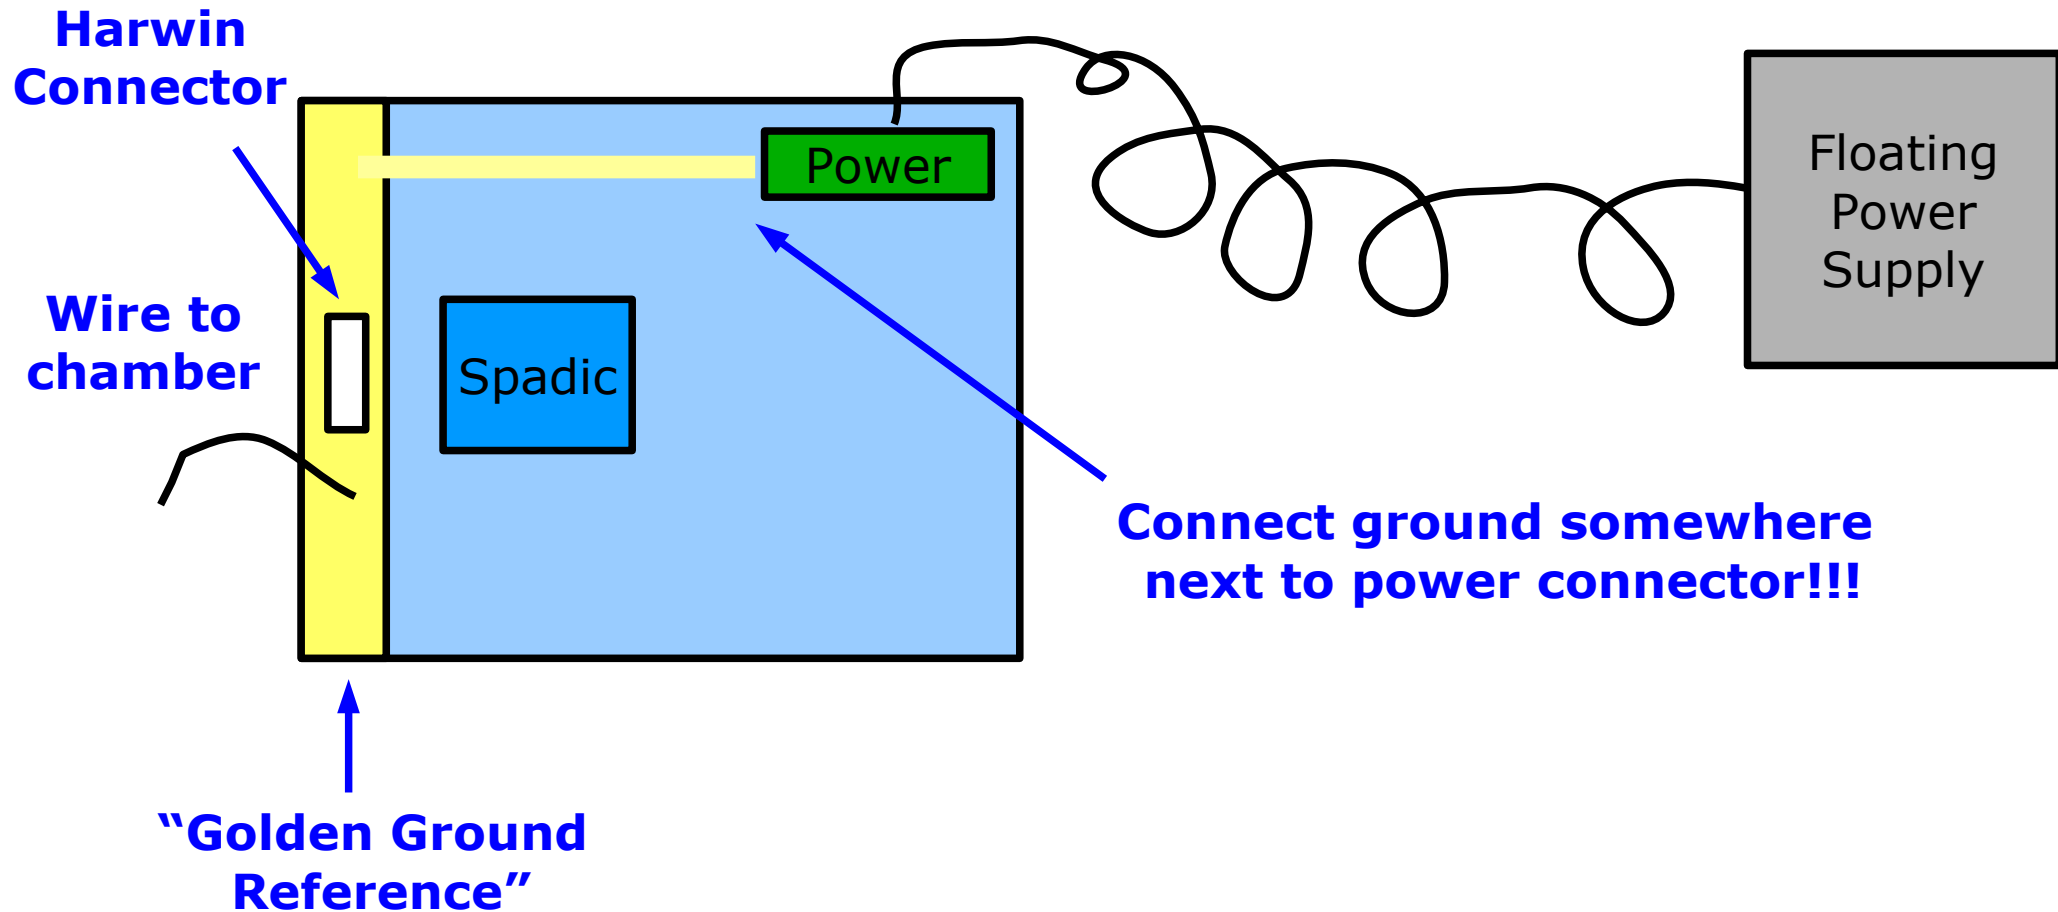 Harwin
Connector
Power
Floating
Power
Supply
Wire to
chamber
Spadic
Connect ground somewhere
next to power connector!!!
“Golden Ground
Reference”